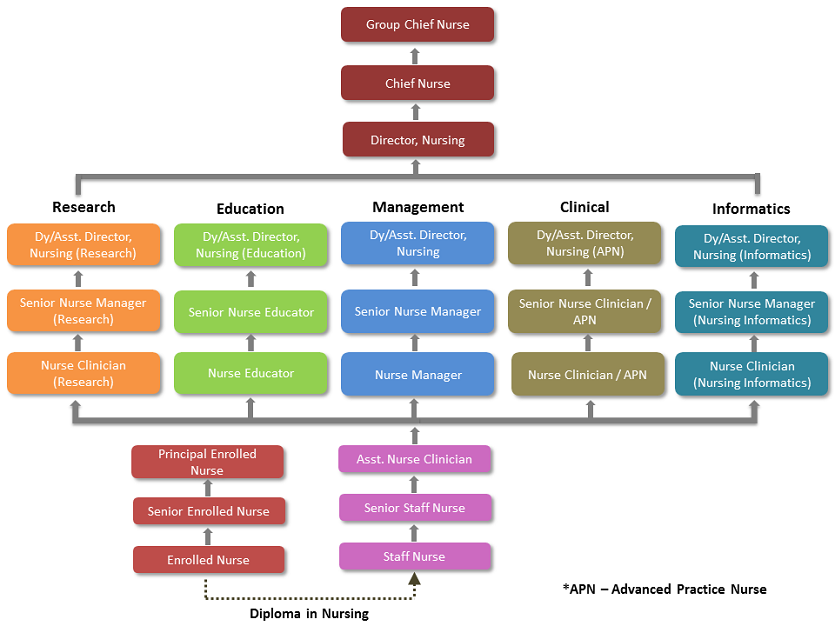 Group Chief Nurse
Chief Nurse
Director, Nursing
Research
Education
Management
Clinical
Informatics
Dy/Asst. Director,
Nursing (Research)
Dy/Asst. Director,
Nursing (Education)
Dy/Asst. Director,
Nursing
Dy/Asst. Director,
Nursing (APN)
Dy/Asst. Director,
Nursing (Informatics)
Senior Nurse Manager
(Research)
Senior Nurse Educator
Senior Nurse Manager
Senior Nurse Clinician /
APN
Senior Nurse Manager
(Nursing Informatics)
Nurse Clinician
(Research)
Nurse Educator
Nurse Manager
Nurse Clinician / APN
Nurse Clinician
(Nursing Informatics)
Principal Enrolled
Nurse
Asst. Nurse Clinician
Senior Enrolled Nurse
Senior Staff Nurse
Enrolled Nurse
Staff Nurse
Diploma in Nursing
*APN – Advanced Practice Nurse